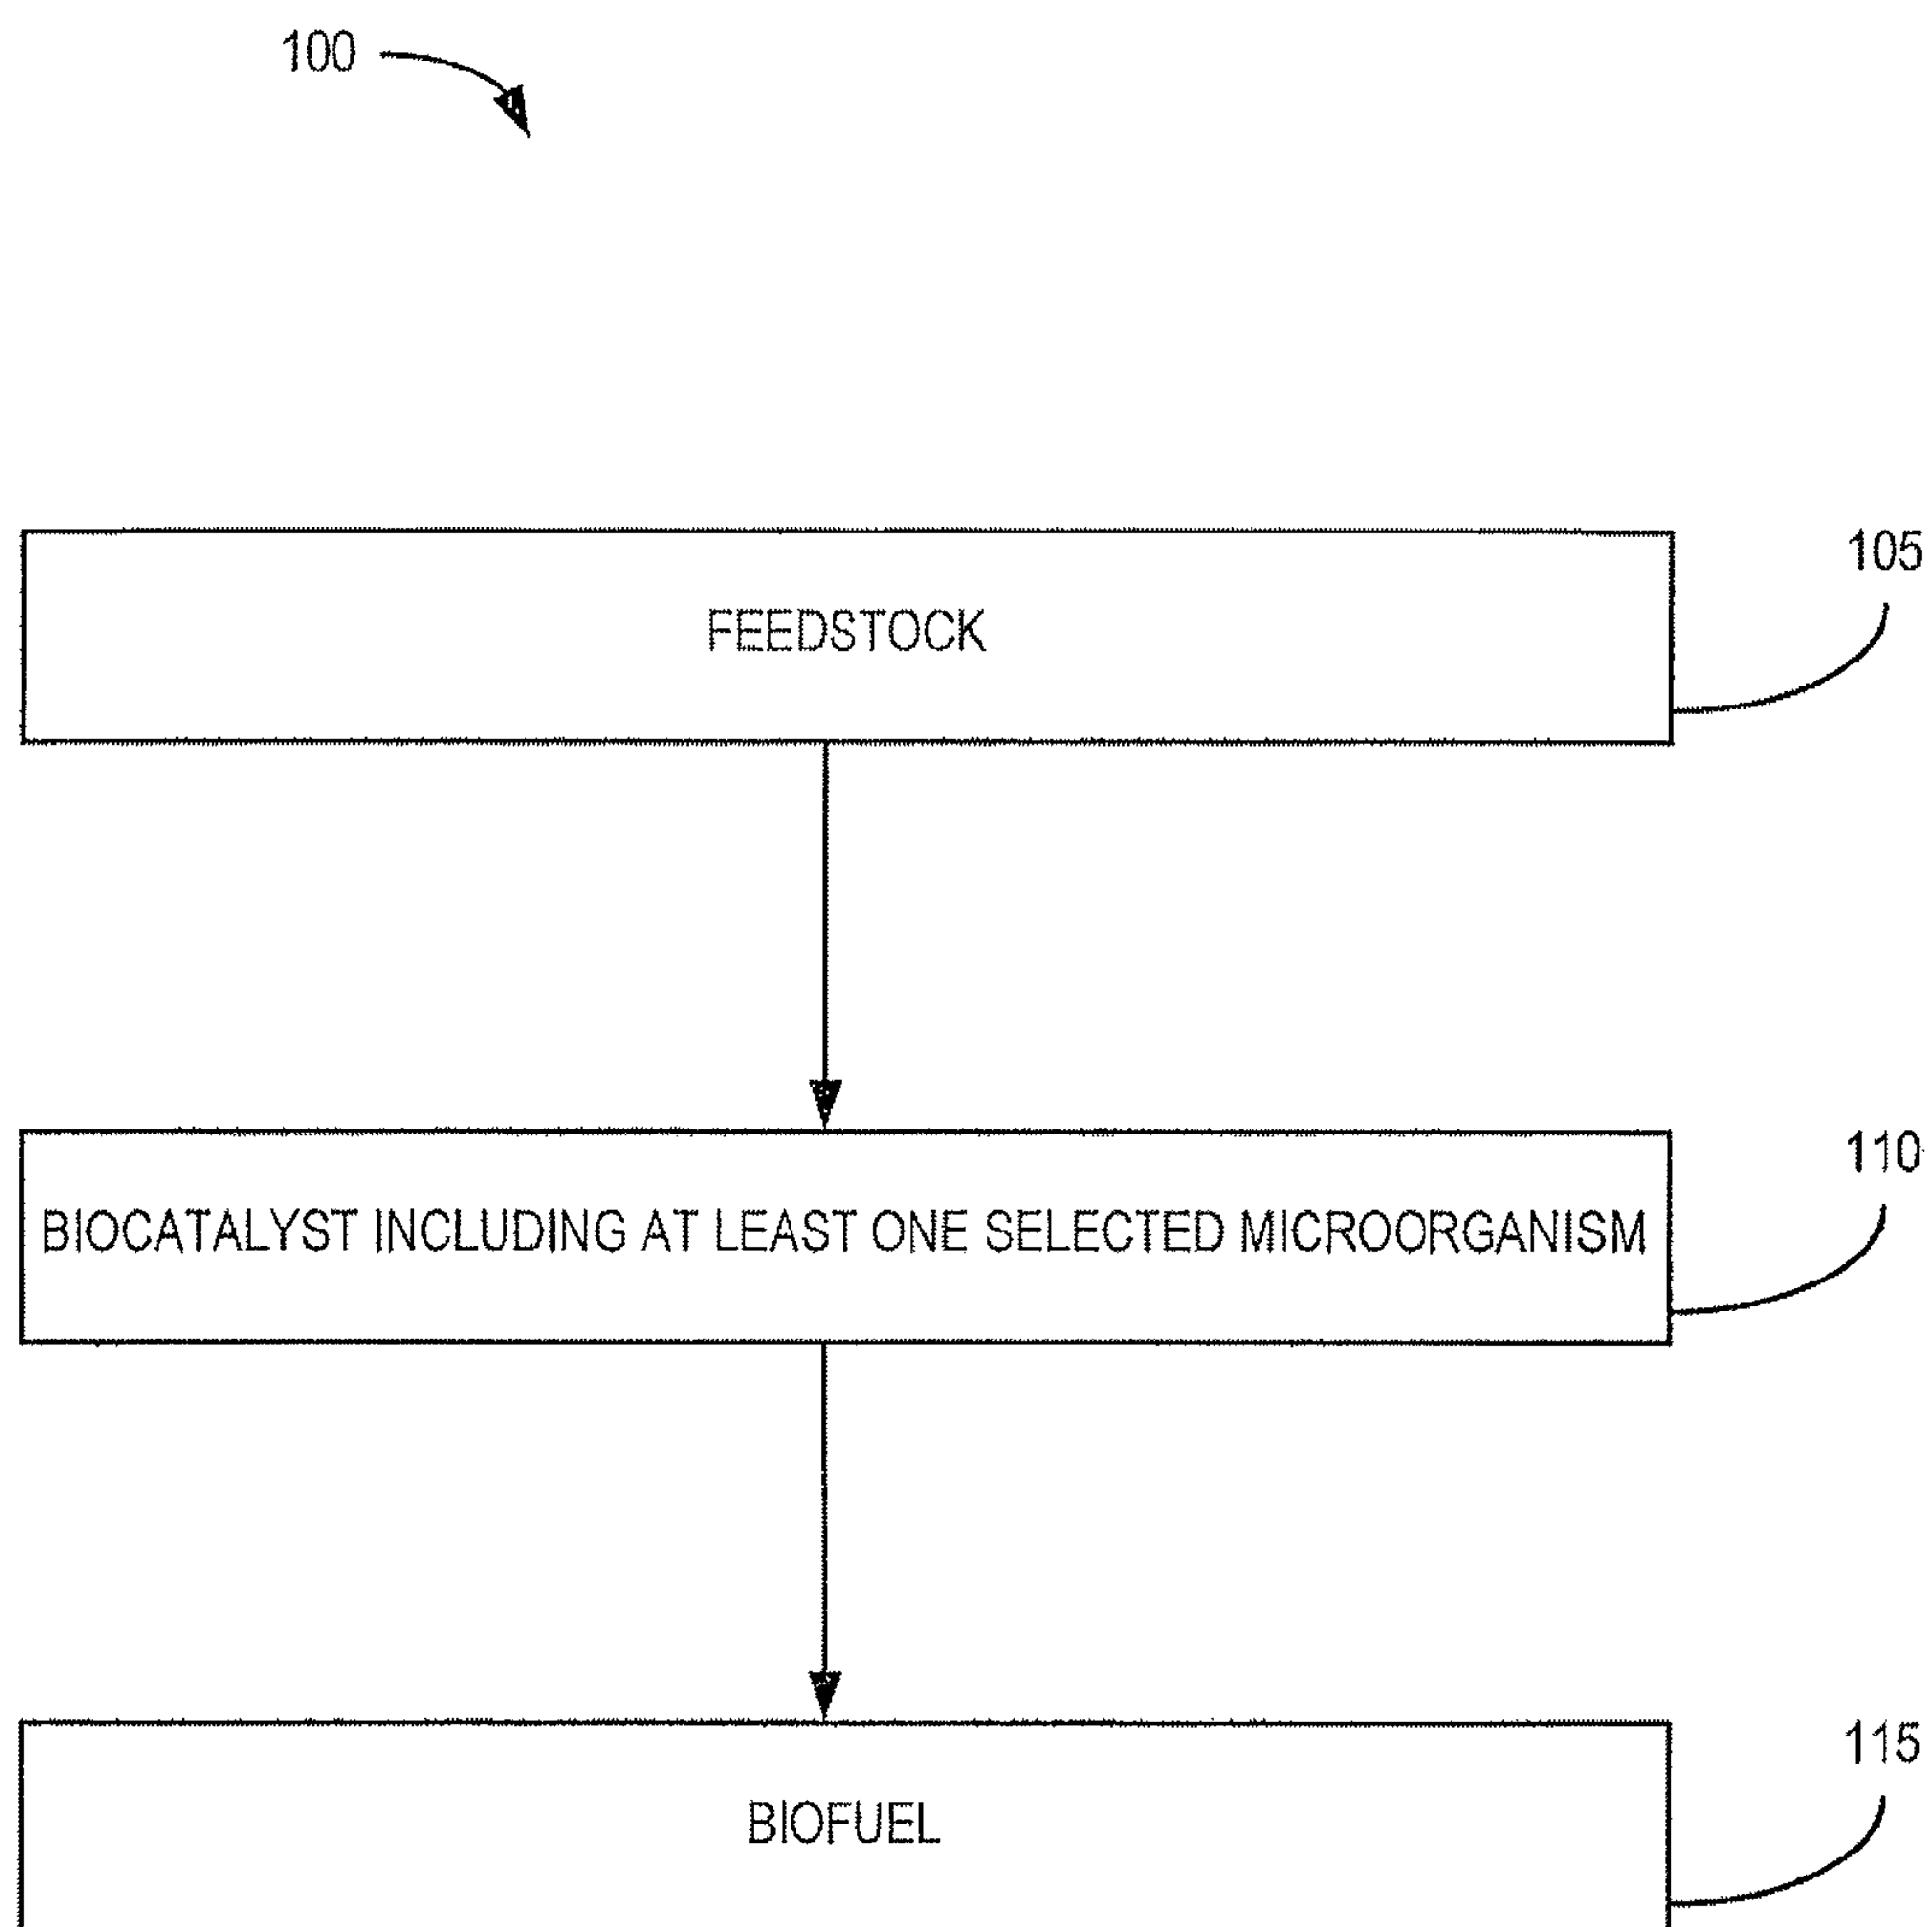 100
105
FEEDSTOCK
110
BIOCATALYST INCLUDING AT LEAST ONE SELECTED MICROORGANISM
115
BIOFUEL